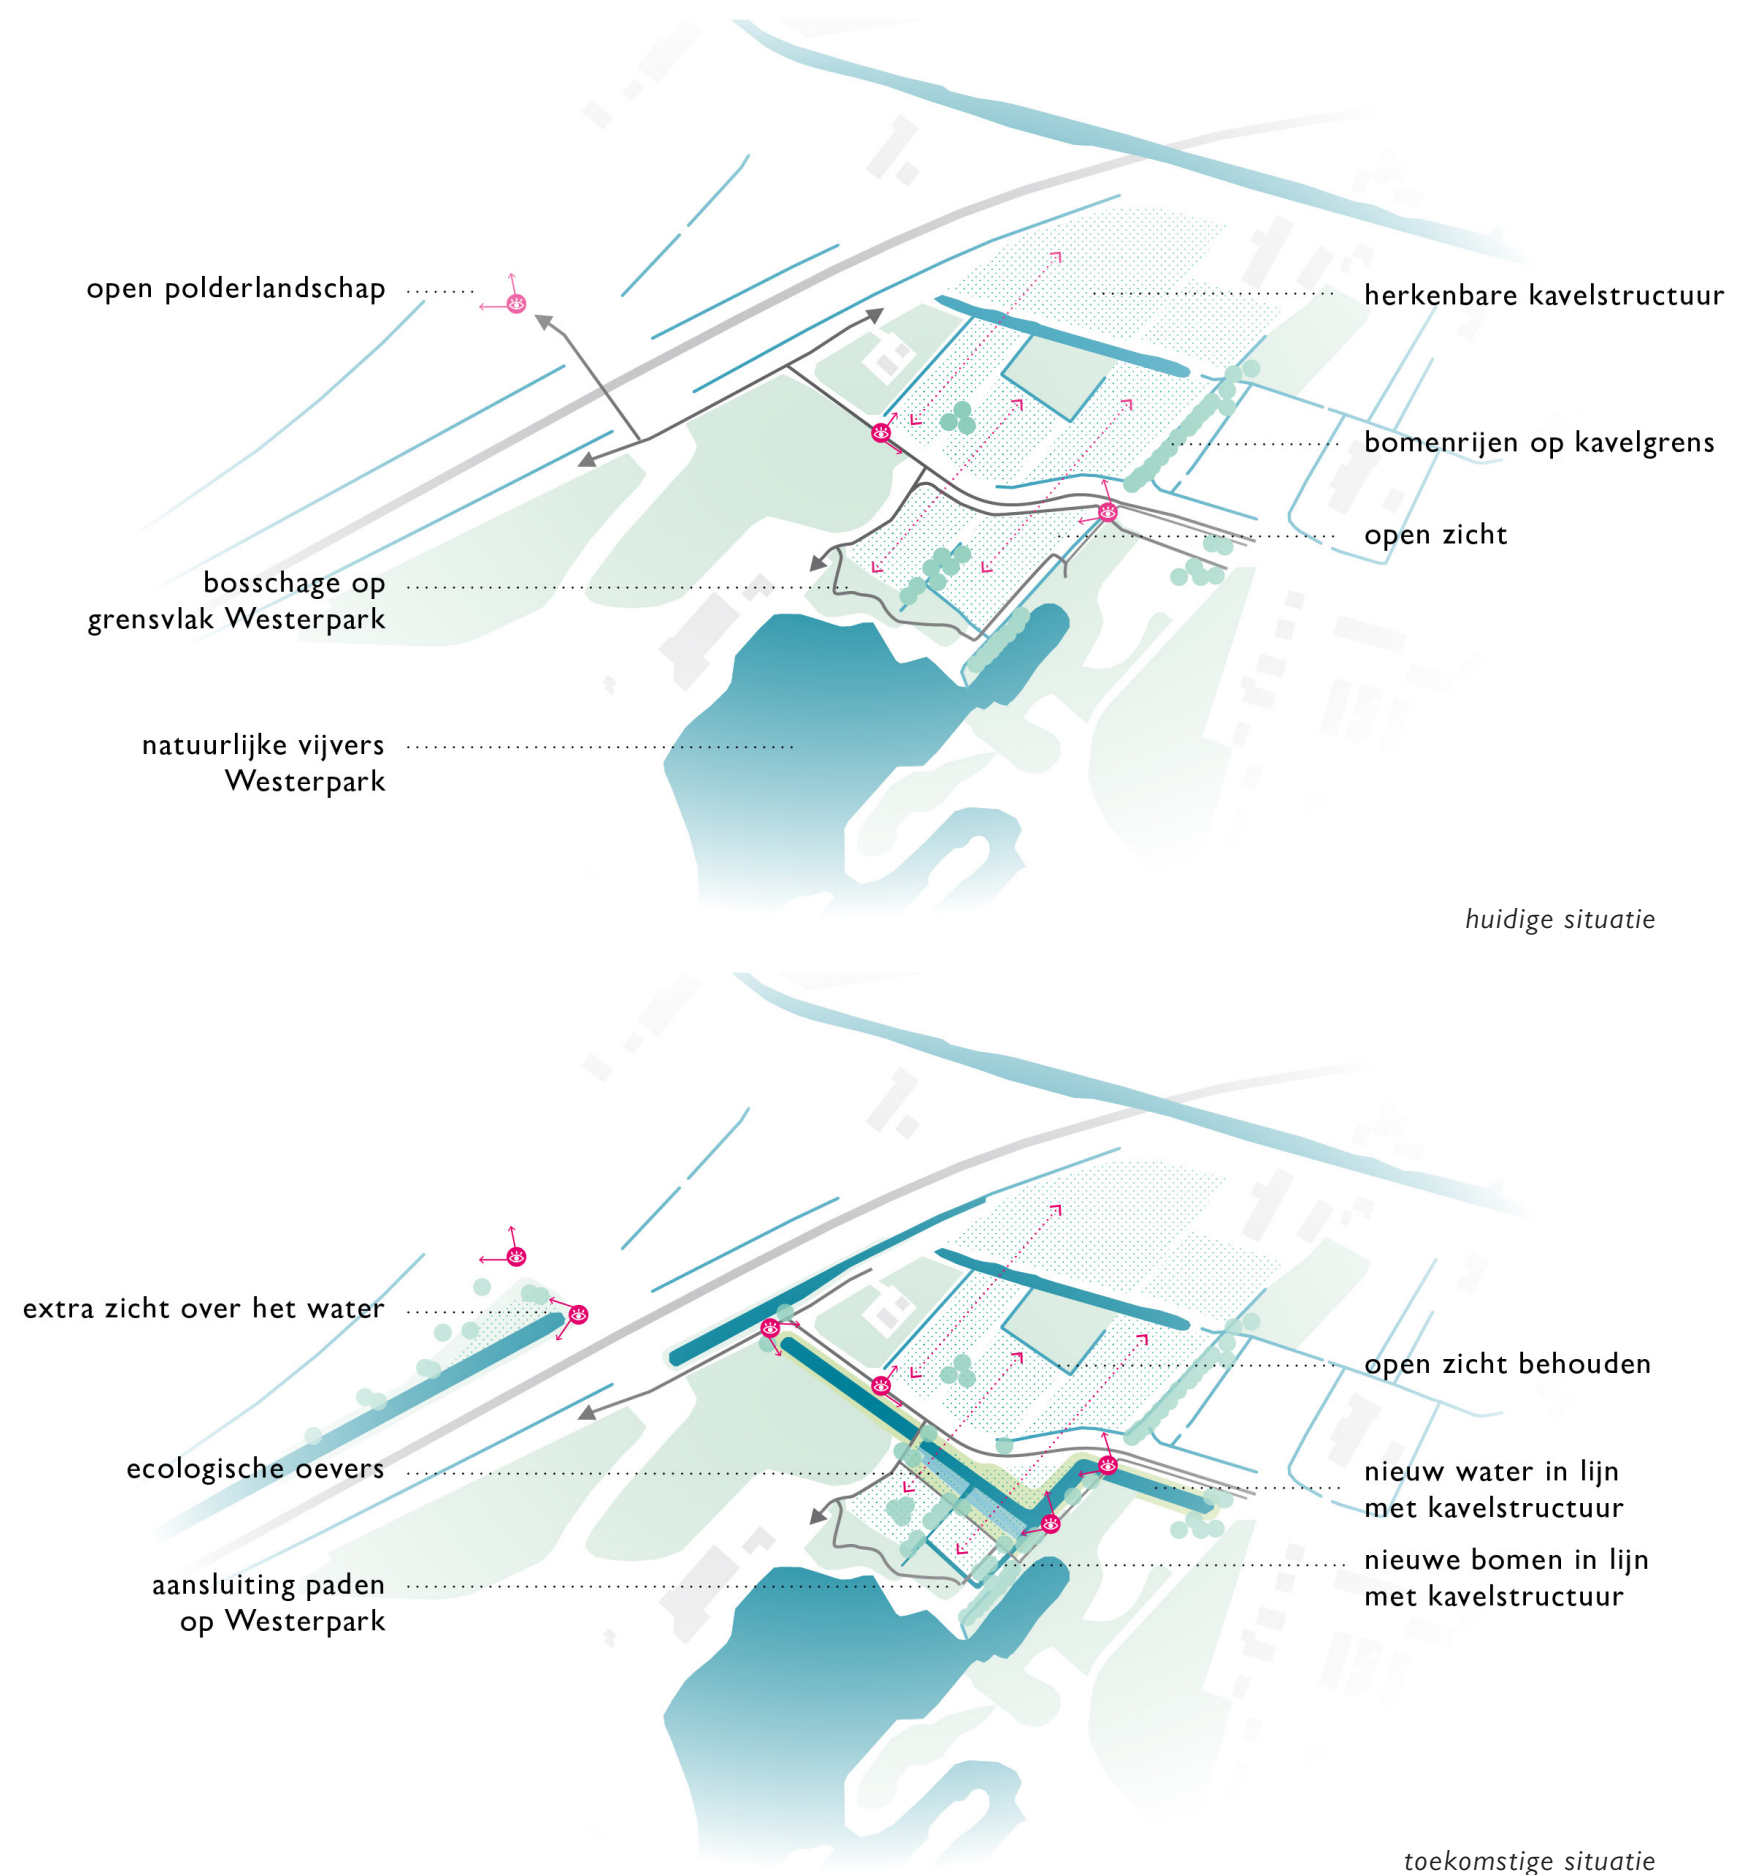 open polderlandschap
herkenbare kavelstructuur
bomenrijen op kavelgrens
open zicht
bosschage op
grensvlak Westerpark
natuurlijke vijvers
Westerpark
huidige situatie
extra zicht over het water
open zicht behouden
ecologische oevers
nieuw water in lijn
met kavelstructuur
nieuwe bomen in lijn
met kavelstructuur
aansluiting paden
op Westerpark
toekomstige situatie